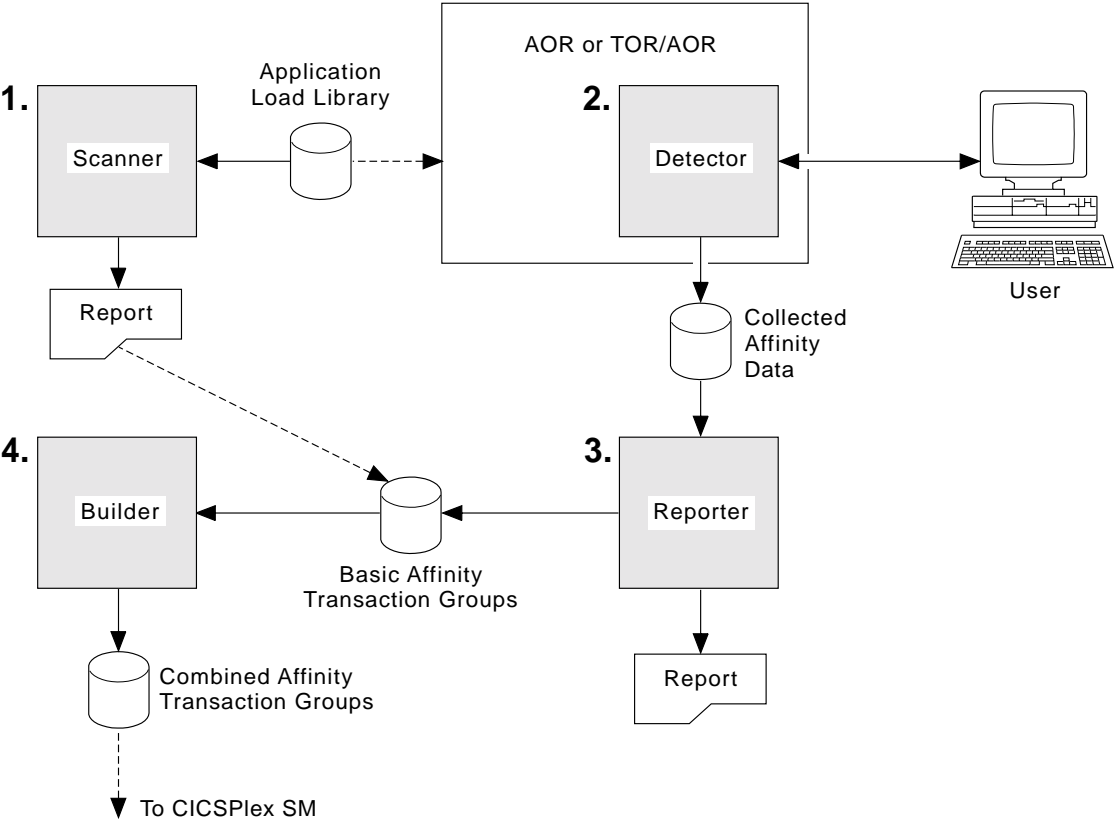 AOR or TOR/AOR
Application
Load Library
1.
Scanner
2.
Detector
User
Report
Collected
Affinity
Data
4.
Builder
3.
Reporter
Basic Affinity
Transaction Groups
Combined Affinity
Transaction Groups
Report
To CICSPlex SM